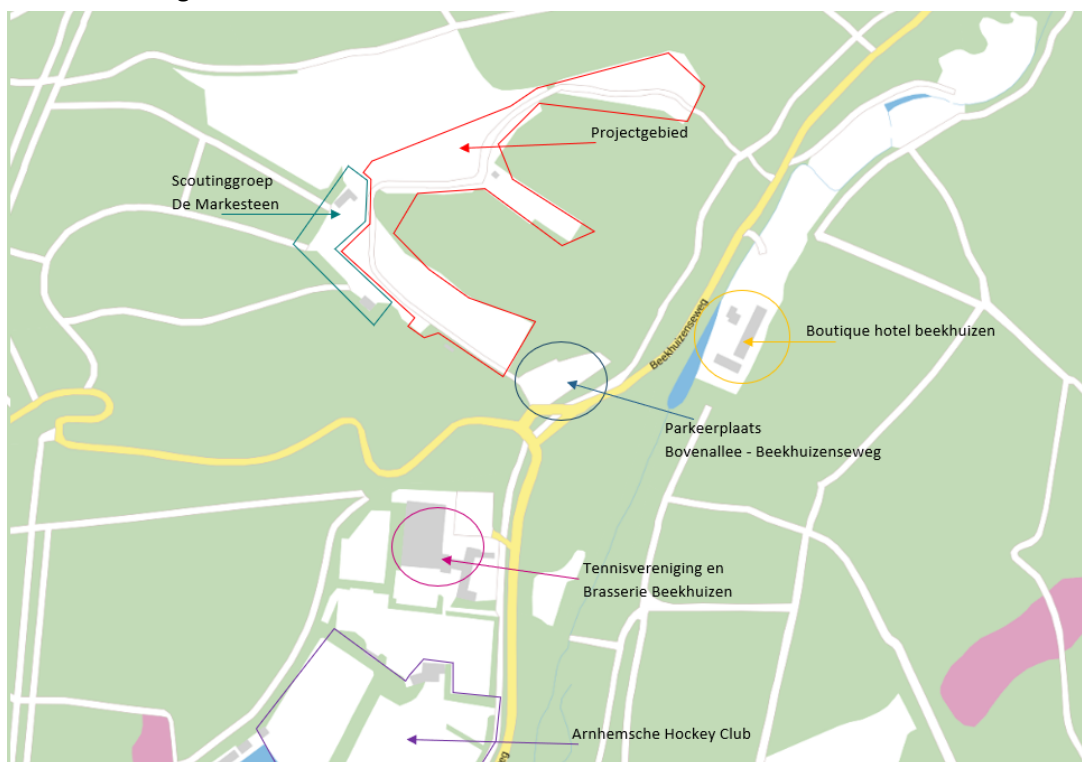 Projectgebied
Scoutinggroep
De Markesteen
Beekhuizenseweg
Boutique hotel beekhuizen
Parkeerplaats
Bovenallee - Beekhuizenseweg
Tennisvereniging en
Brasserie Beekhuizen
Arnhemsche Hockey Club